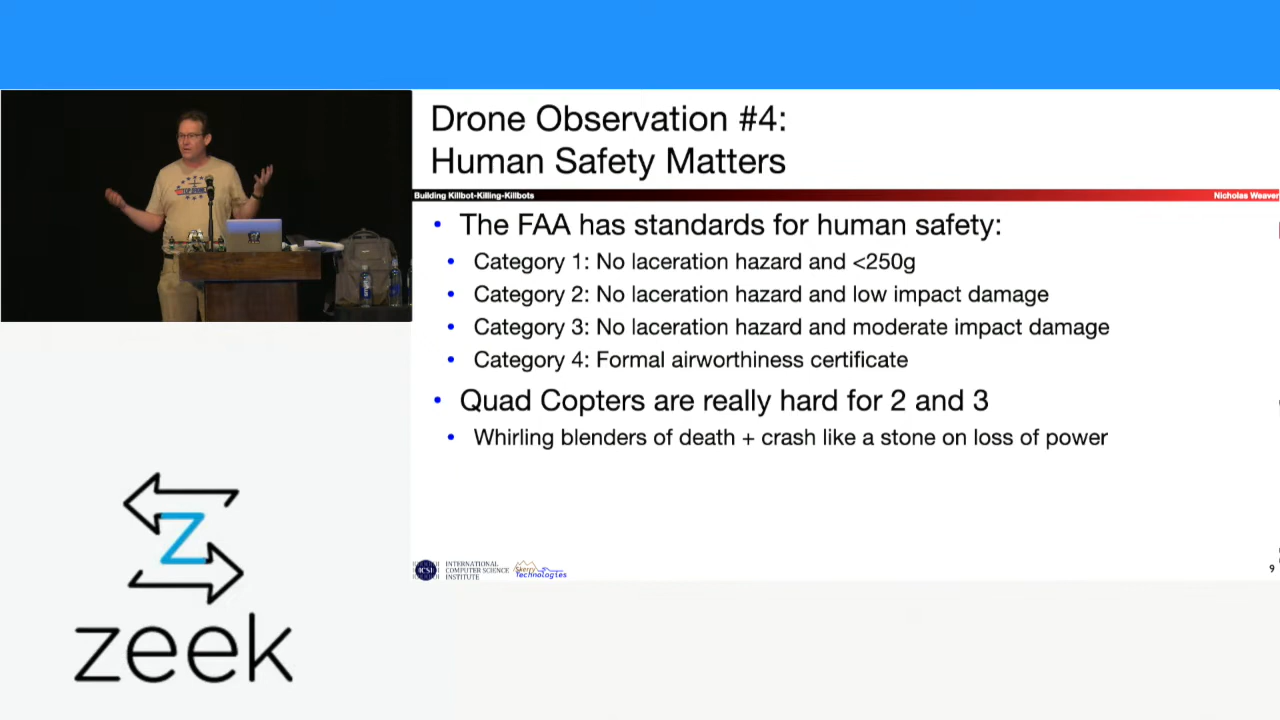 Drone Observation #4:
Human Safety Matters
Building Killbot-Killing-Killbots
Nicholas Weaver
• The FAA has standards for human safety:
• Category 1: No laceration hazard and <250g
• Category 2: No laceration hazard and low impact damage
• Category 3: No laceration hazard and moderate impact damage
• Category 4: Formal airworthiness certificate
• Quad Copters are really hard for 2 and 3
• Whirling blenders of death + crash like a stone on loss of power
ICSI
INTERNATIONAL
COMPUTER SCIENCE
INSTITUTE
Skerry
Technologies
9
Z
zeek